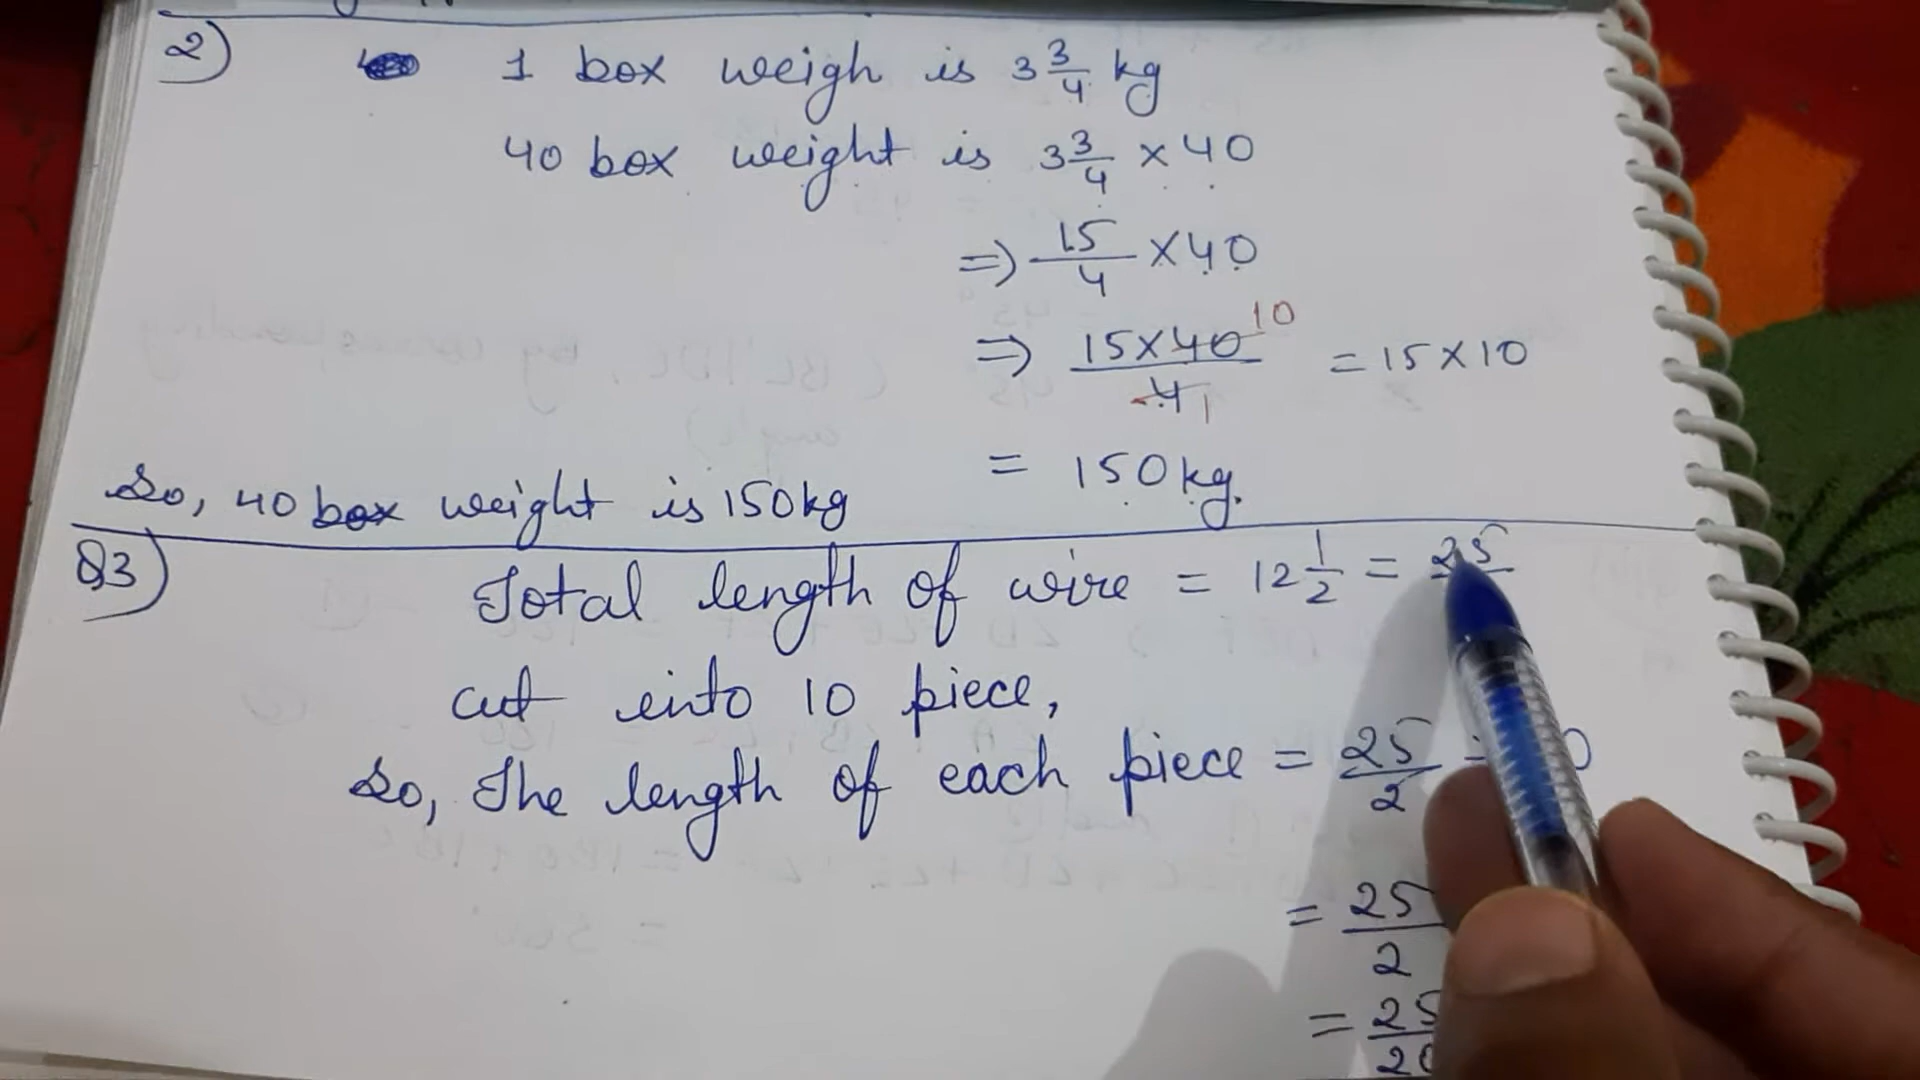 2) 1 box weigh is 3 3/4 kg
40 box weight is 3 3/4 × 40
=> 15/4 × 40
=> 15×40/4 10 1 = 15 × 10
= 150 kg.
So, 40 box weight is 150 kg
Q3) Total length of wire = 12 1/2 = 25
cut into 10 piece,
So, The length of each piece = 25/2
= 25/2
= 25/20